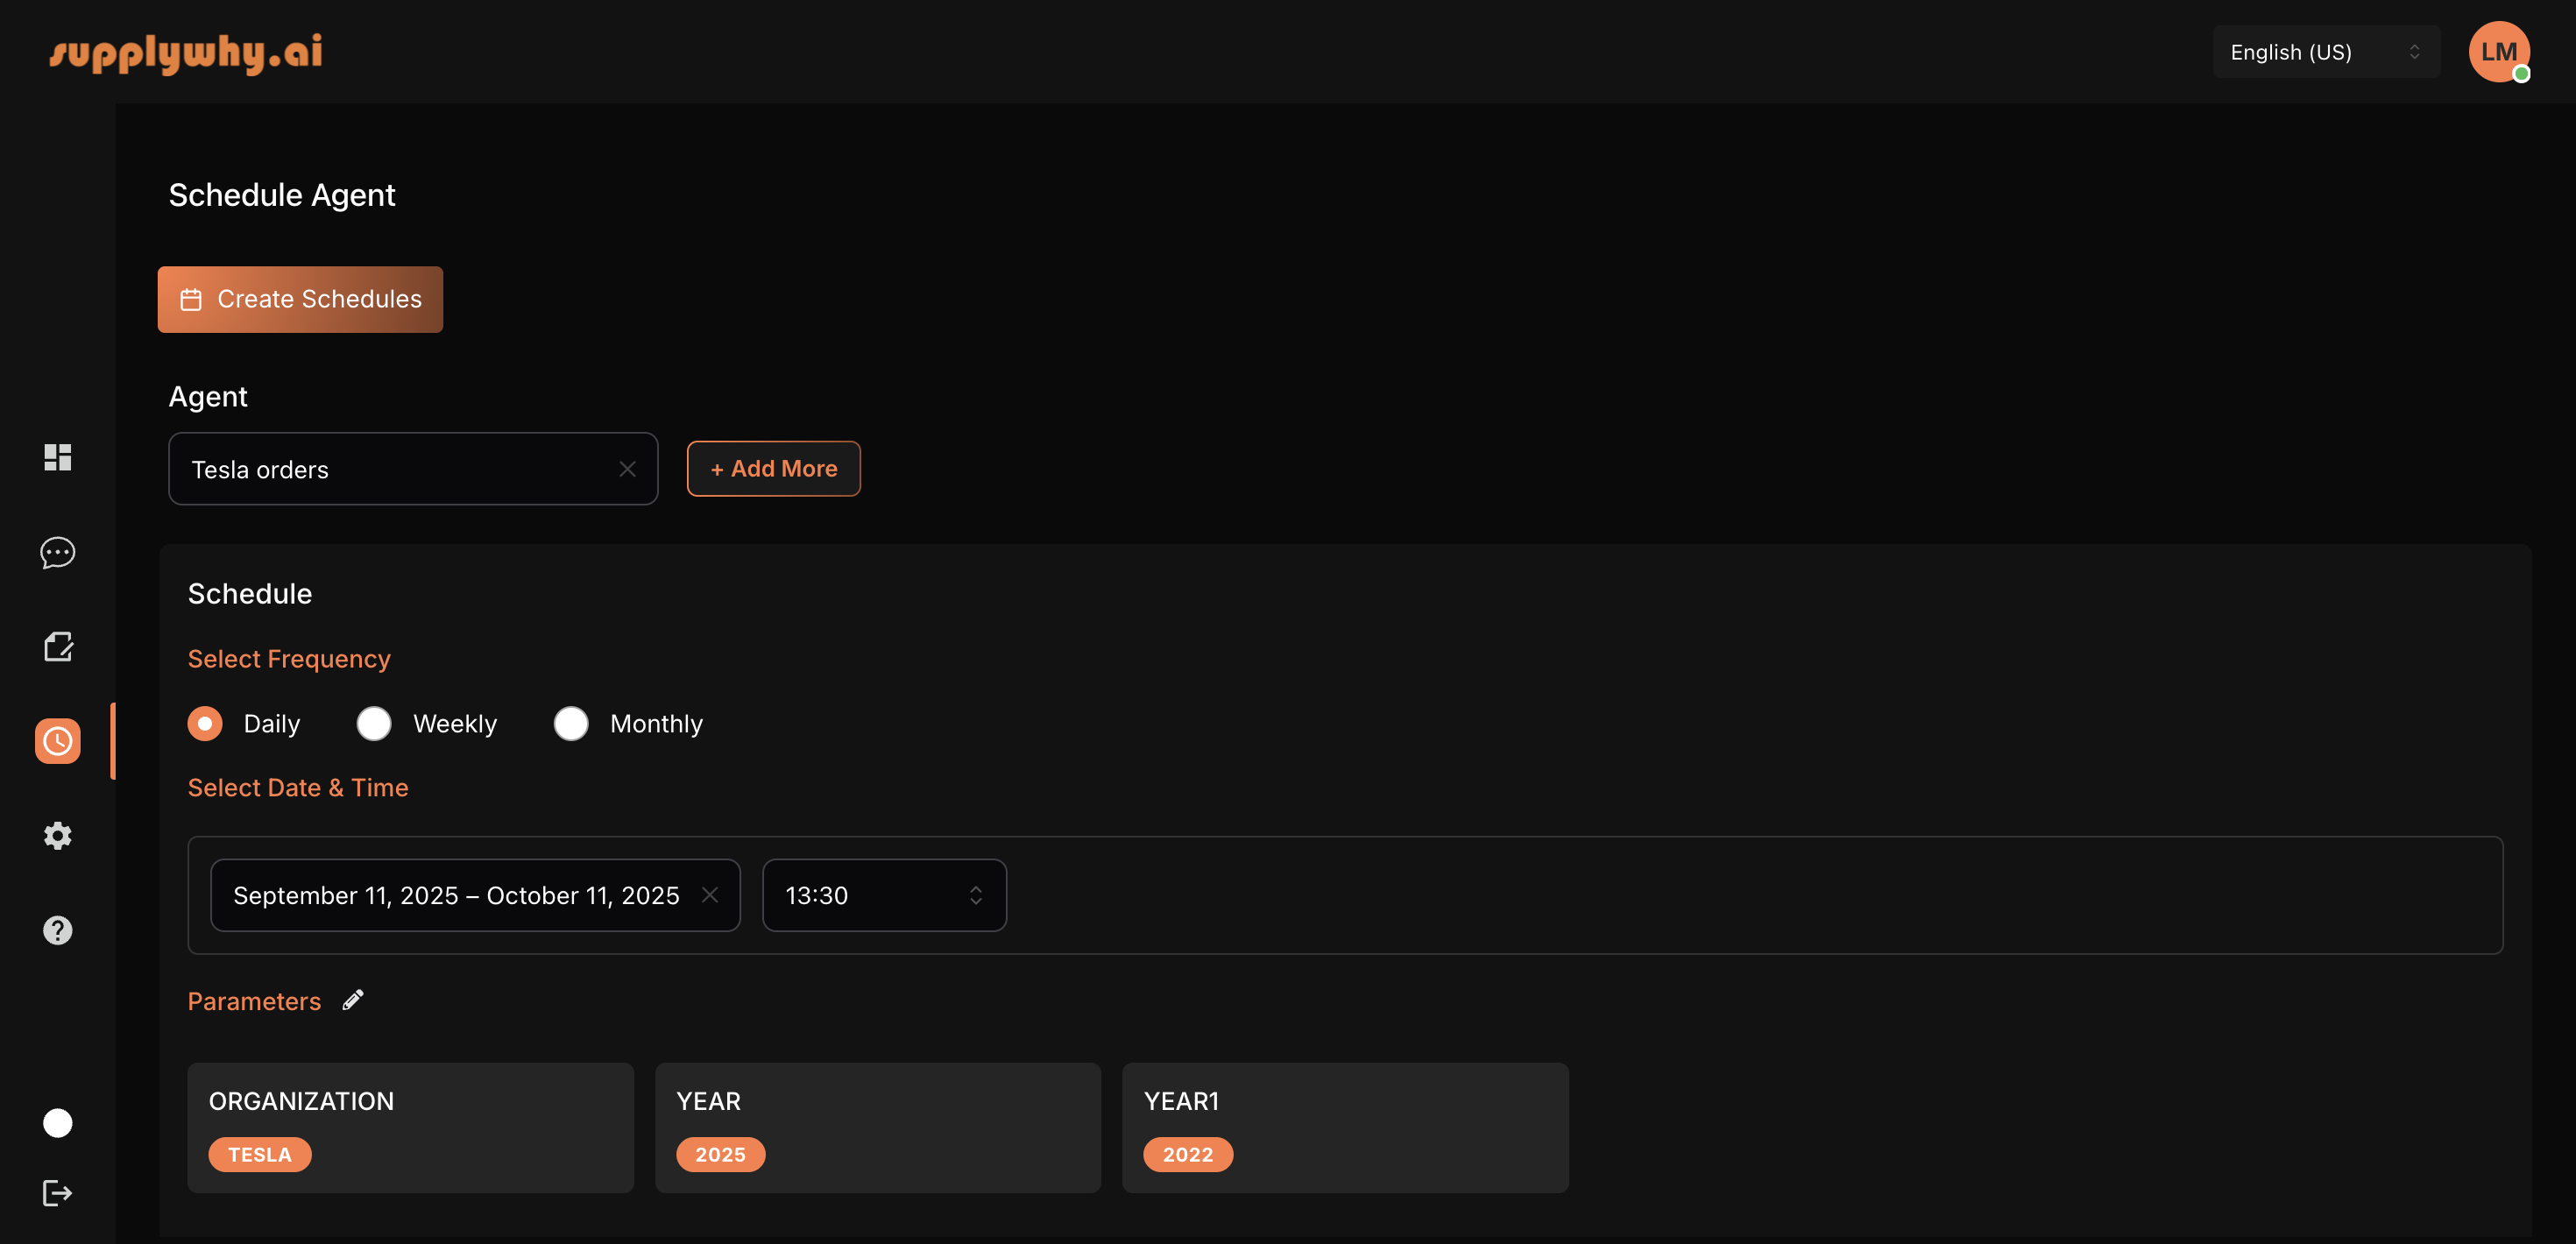 supplywhy.ai
English (US)
LM
Schedule Agent
Create Schedules
Agent
Tesla orders
+ Add More
Schedule
Select Frequency
Daily Weekly Monthly
Select Date & Time
September 11, 2025 – October 11, 2025 13:30
Parameters
ORGANIZATION YEAR YEAR1
TESLA 2025 2022